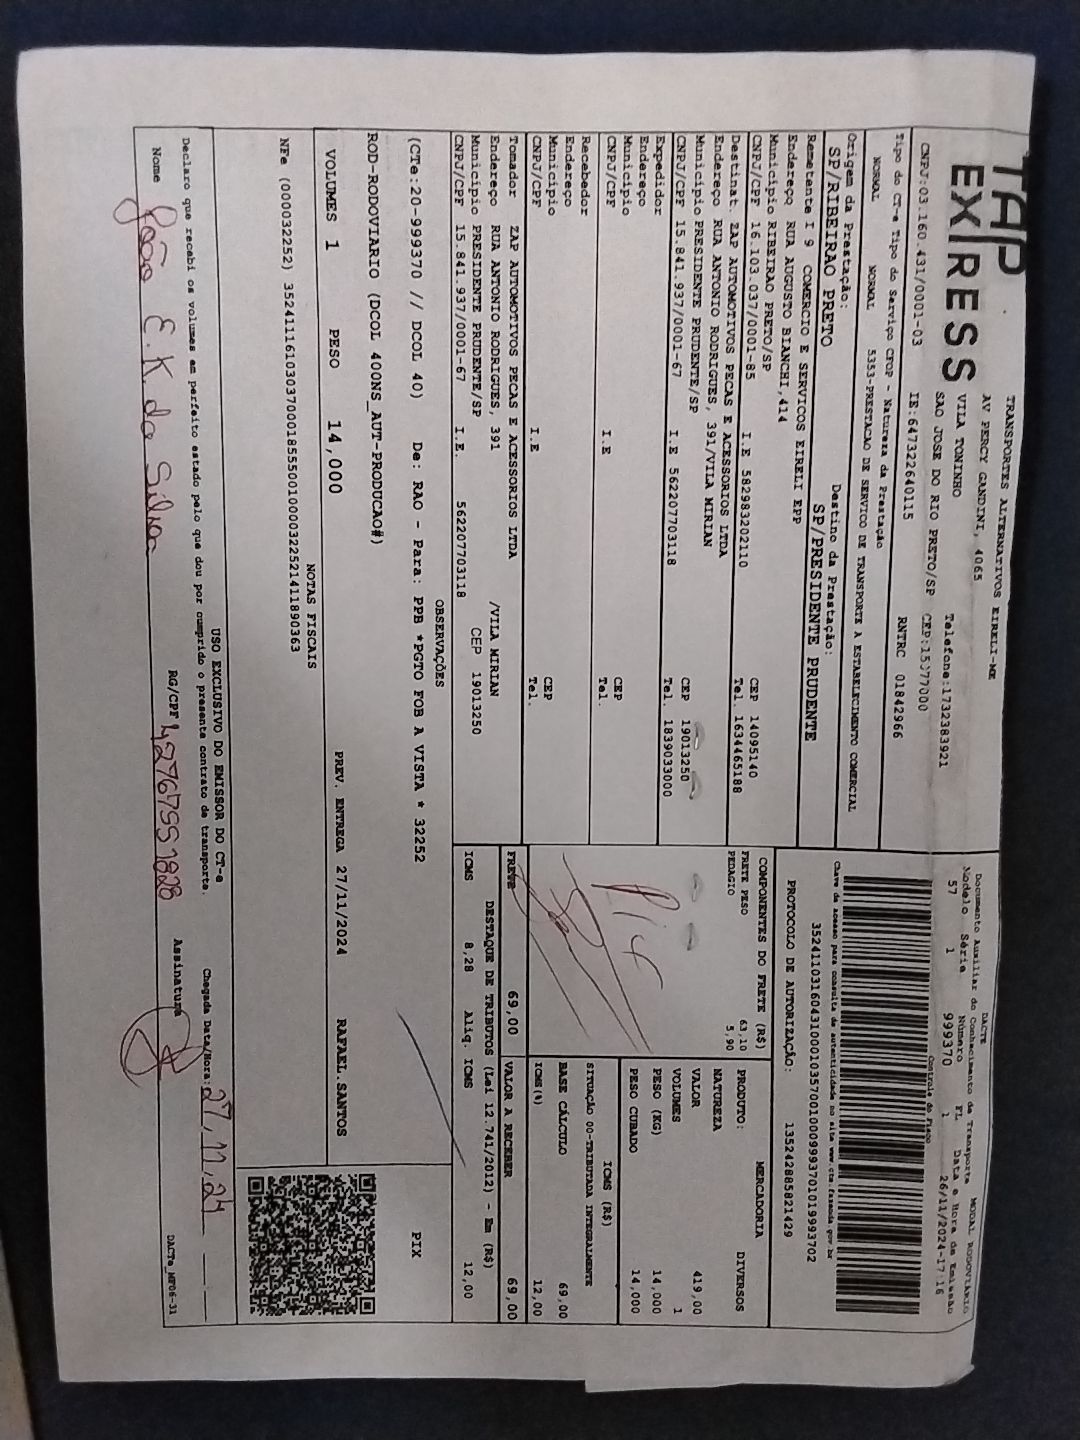 TAP
EX/RESS
TRANSPORTES ALTERNATIVOS EIRELI-ME
AV PERCY GANDINI, 4065
VILA TONINHO Telefone:1732383921
SAO JOSE DO RIO PRETO/SP CEP:15077000
CNPJ:03.160.431/0001-03 IE:647322640115 RNTRC 01842966
Tipo do CT-e Tipo do Serviço CFOP - Natureza da Prestação
NORMAL NORMAL 5353-PRESTACAO DE SERVICO DE TRANSPORTE A ESTABELECIMENTO COMERCIAL
Origem da Prestação: Destino da Prestação:
SP/RIBEIRAO PRETO SP/PRESIDENTE PRUDENTE
DACTE MODAL RODOVIÁRIO
Documento Auxiliar do Conhecimento de Transporte
Modelo Série Número FL Data e Hora de Emissão
57 1 999370 1 26/11/2024-17:16
Controle do Fisco
Chave de acesso para consulta de autenticidade no site www.cte.fazenda.gov.br
PROTOCOLO DE AUTORIZAÇÃO: 135242885821429
Remetente I 9 COMERCIO E SERVICOS EIRELI EPP
Endereço RUA AUGUSTO BIANCHI,414
Município RIBEIRAO PRETO/SP CEP 14095140
CNPJ/CPF 16.103.037/0001-85 I.E 582983202110 Tel. 1634465188
Destinat. ZAP AUTOMOTIVOS PECAS E ACESSORIOS LTDA
Endereço RUA ANTONIO RODRIGUES, 391/VILA MIRIAN
Município PRESIDENTE PRUDENTE/SP CEP 19013250
CNPJ/CPF 15.841.937/0001-67 I.E 562207703118 Tel. 1839033000
Expedidor
Endereço
Município CEP
CNPJ/CPF I.E Tel.
Recebedor
Endereço
Município CEP
CNPJ/CPF I.E Tel.
Tomador ZAP AUTOMOTIVOS PECAS E ACESSORIOS LTDA
Endereço RUA ANTONIO RODRIGUES, 391 /VILA MIRIAN
Município PRESIDENTE PRUDENTE/SP CEP 19013250
CNPJ/CPF 15.841.937/0001-67 I.E. 562207703118
COMPONENTES DO FRETE (R$)
FRETE PESO 63,10
PEDAGIO 5,90
Pix
FRETE 69,00
MERCADORIA
PRODUTO: DIVERSOS
NATUREZA
VALOR 419,00
VOLUMES 1
PESO (KG) 14,000
PESO CUBADO 14,000
ICMS (R$)
SITUAÇÃO 00-TRIBUTADA INTEGRALMENTE
BASE CÁLCULO 69,00
ICMS (%) 12,00
VALOR A RECEBER 69,00
DESTAQUE DE TRIBUTOS (Lei 12.741/2012) - Em (R$)
ICMS 8,28 Aliq. ICMS 12,00
OBSERVAÇÕES
(CTe:20-999370 // DCOL 40) De: RAO - Para: PPB *PGTO FOB A VISTA * 32252 PIX
ROD-RODOVIARIO (DCOL 400NS_AUT-PRODUCAO#)
VOLUMES 1 PESO 14,000 PREV. ENTREGA 27/11/2024 RAFAEL.SANTOS
NOTAS FISCAIS
NFe (000032252) 35241116103037000185550010000322521411890363
USO EXCLUSIVO DO EMISSOR DO CT-e
Declaro que recebi os volumes em perfeito estado pelo que dou por cumprido o presente contrato de transporte. Chegada Data/Hora: 27,11,24
Nome João E. K. da Silva RG/CPF 42767551828 Assinatura
DACTe_MF06-31